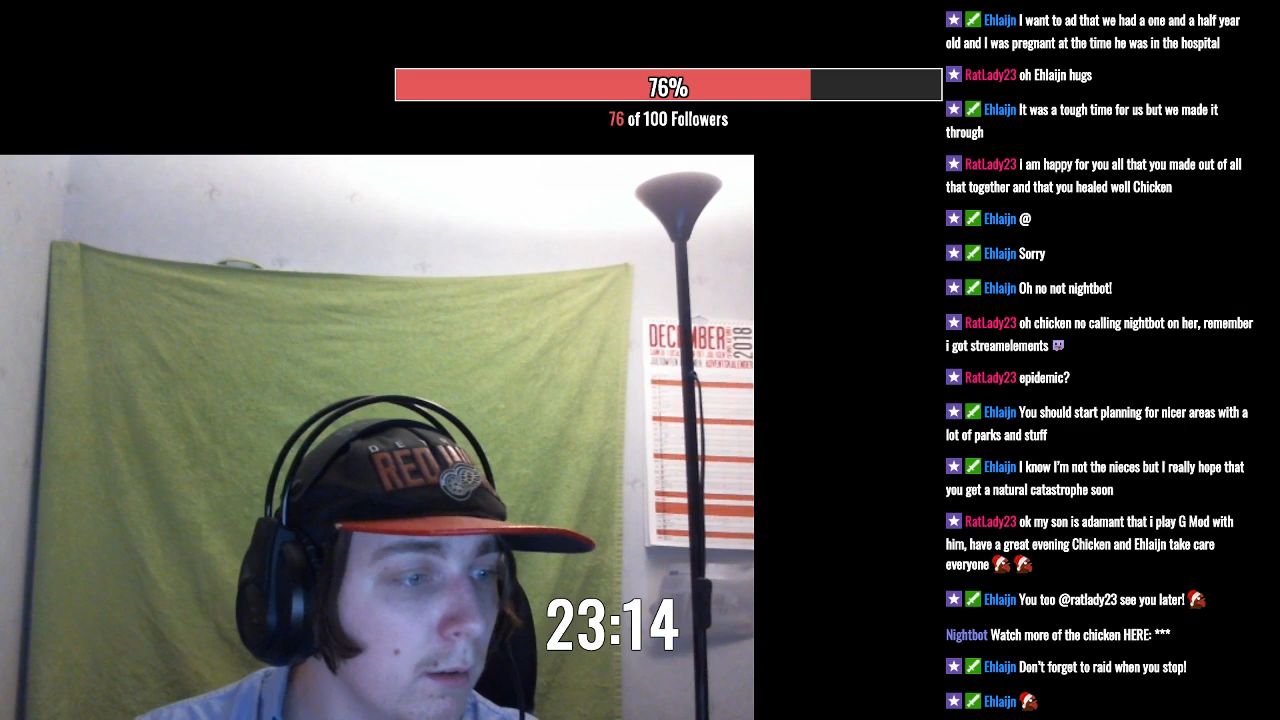 76%
76 of 100 Followers
DECEMBER
2018
DE
RED
23:14
Ehlaijn I want to ad that we had a one and a half year
old and I was pregnant at the time he was in the hospital
RatLady23 oh Ehlaijn hugs
Ehlaijn It was a tough time for us but we made it
through
RatLady23 I am happy for you all that you made out of all
that together and that you healed well Chicken
Ehlaijn @
Ehlaijn Sorry
Ehlaijn Oh no not nightbot!
RatLady23 oh chicken no calling nightbot on her, remember
i got streamelements
RatLady23 epidemic?
Ehlaijn You should start planning for nicer areas with a
lot of parks and stuff
Ehlaijn I know I'm not the nieces but I really hope that
you get a natural catastrophe soon
RatLady23 ok my son is adamant that i play G Mod with
him, have a great evening Chicken and Ehlaijn take care
everyone
Ehlaijn You too @ratlady23 see you later!
Nightbot Watch more of the chicken HERE: ***
Ehlaijn Don't forget to raid when you stop!
Ehlaijn